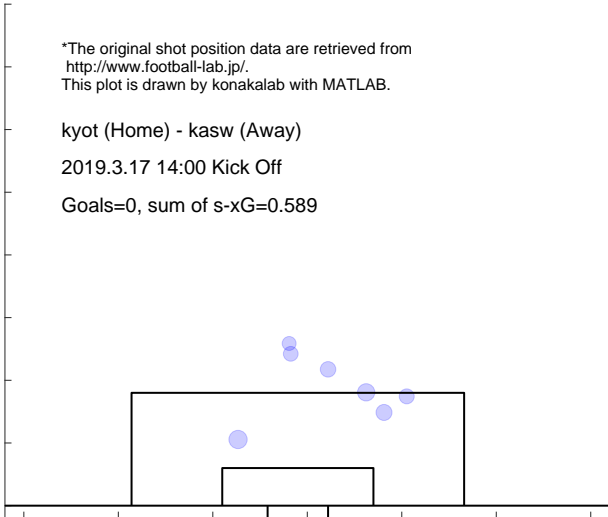 *The original shot position data are retrieved from
http://www.football-lab.jp/.
This plot is drawn by konakalab with MATLAB.
kyot (Home) - kasw (Away)
2019.3.17 14:00 Kick Off
Goals=0, sum of s-xG=0.589